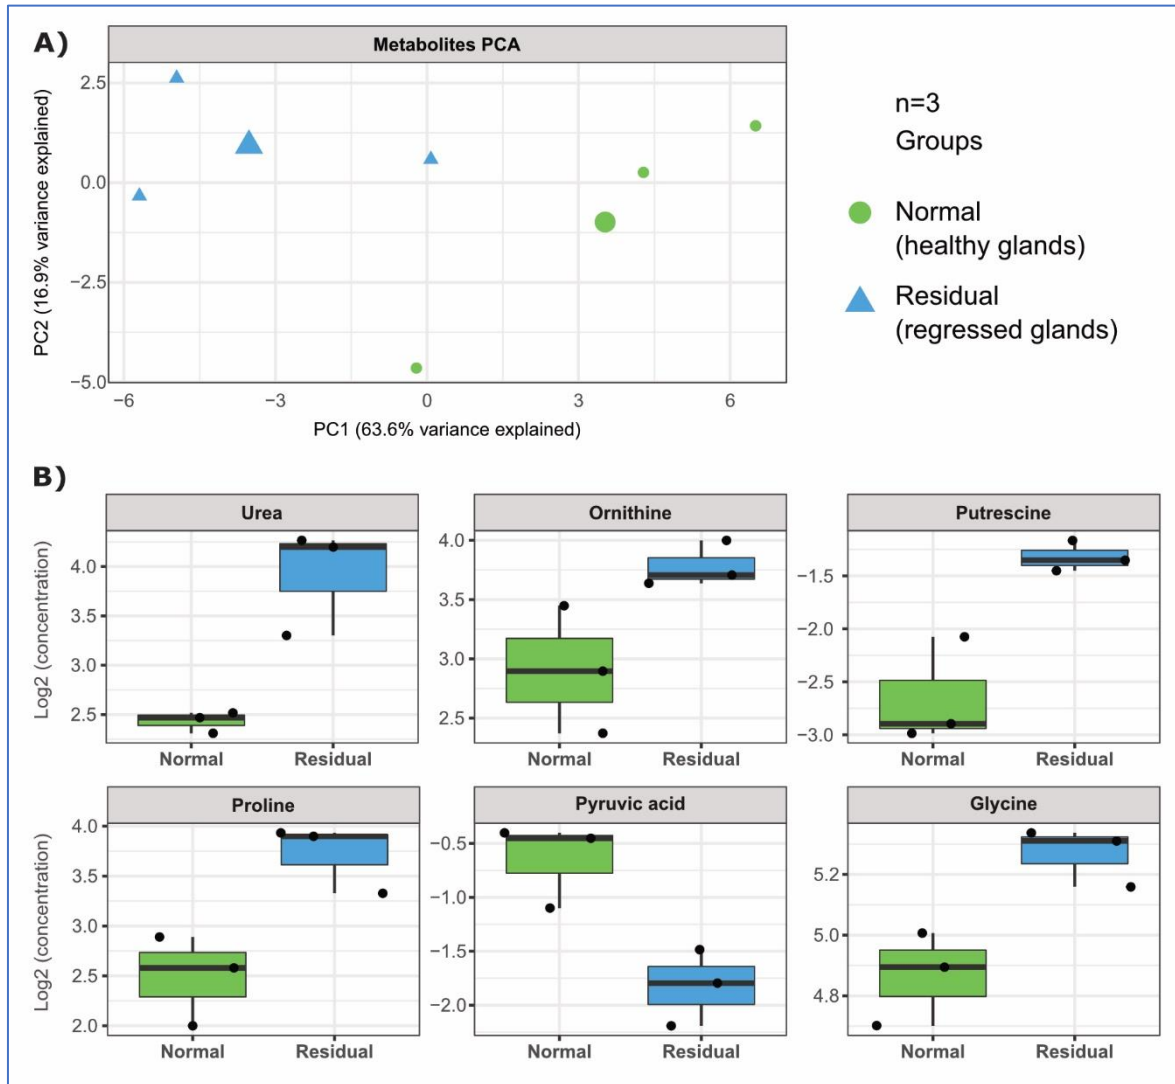 A)
Metabolites PCA
PC2 (16.9% variance explained)
2.5
0.0
−2.5
−5.0
−6
−3
0
3
6
PC1 (63.6% variance explained)
n=3
Groups
Normal
(healthy glands)
Residual
(regressed glands)
B)
Urea
Log2 (concentration)
4.0
3.5
3.0
2.5
Normal
Residual
Ornithine
4.0
3.5
3.0
2.5
Normal
Residual
Putrescine
−1.5
−2.0
−2.5
−3.0
Normal
Residual
Proline
Log2 (concentration)
4.0
3.5
3.0
2.5
2.0
Normal
Residual
Pyruvic acid
−0.5
−1.0
−1.5
−2.0
Normal
Residual
Glycine
5.2
5.0
4.8
Normal
Residual